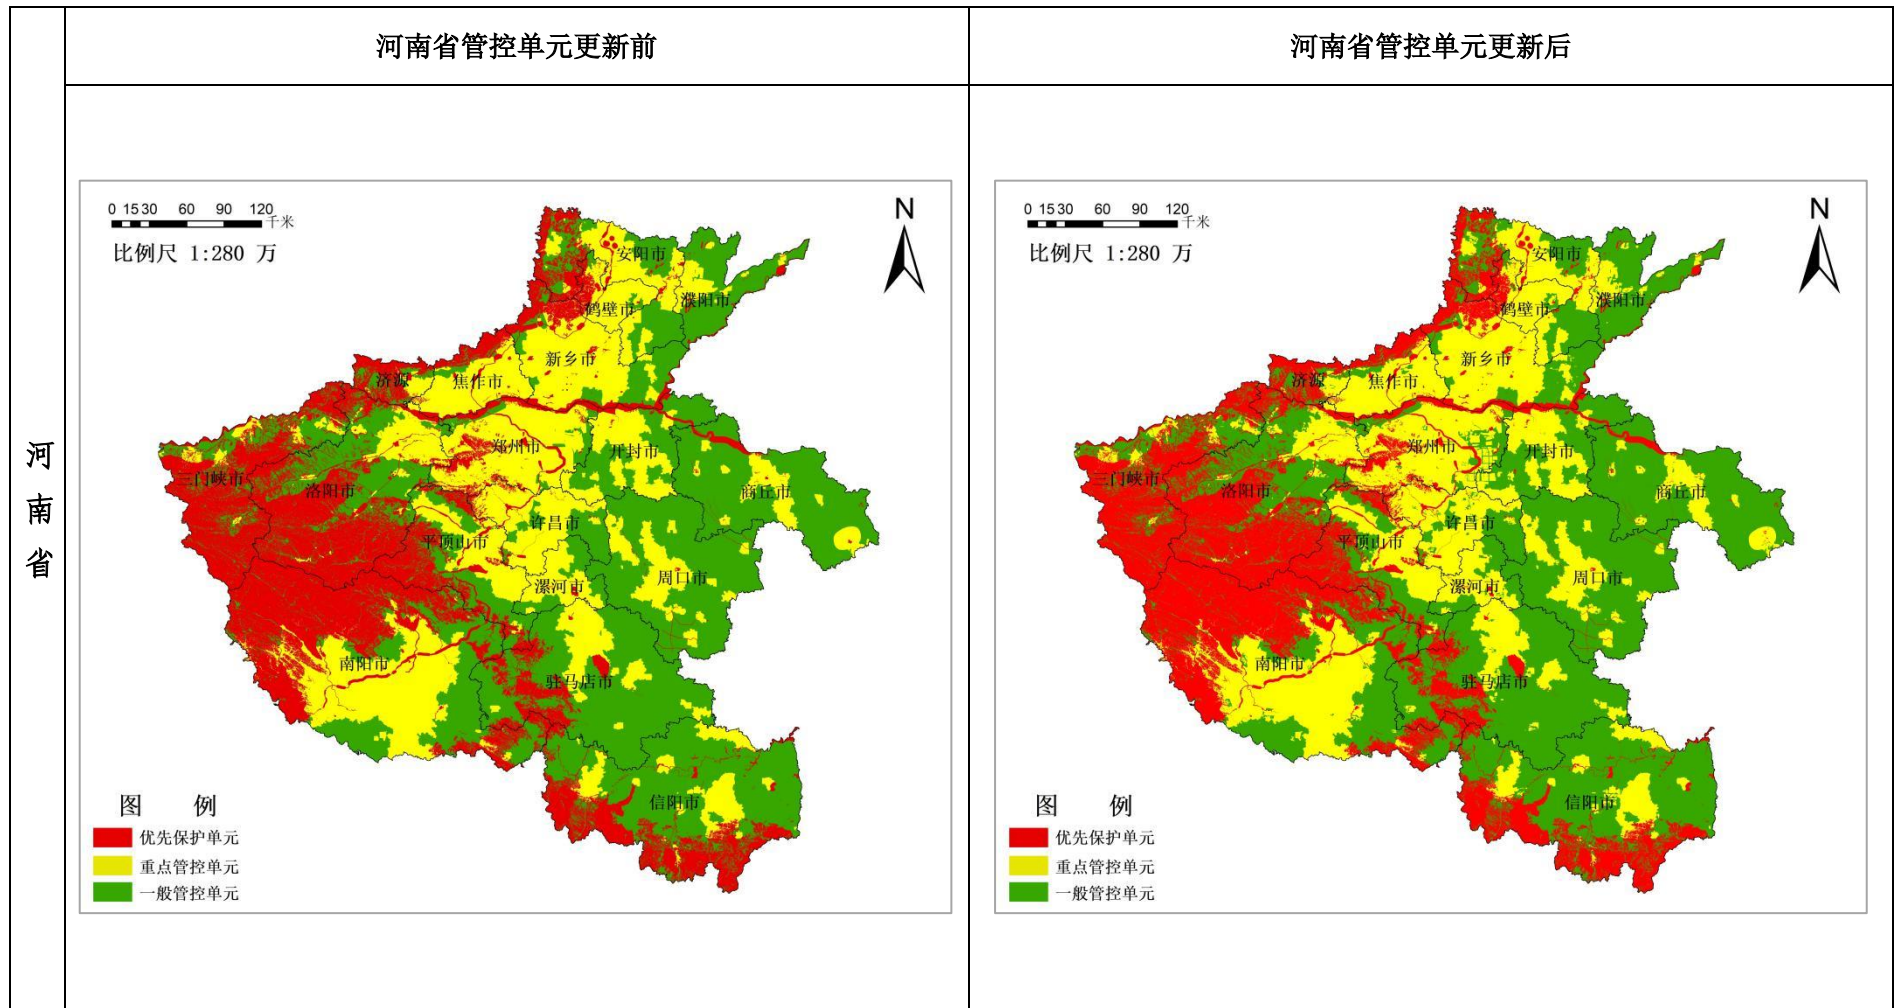 河南省
河南省管控单元更新前
河南省管控单元更新后
0 15 30 60 90 120
千米
比例尺 1:280 万
N
安阳市
鹤壁市
濮阳市
新乡市
济源
焦作市
郑州市
开封市
三门峡市
洛阳市
商丘市
许昌市
平顶山市
漯河市
周口市
南阳市
驻马店市
信阳市
图 例
优先保护单元
重点管控单元
一般管控单元
0 15 30 60 90 120
千米
比例尺 1:280 万
N
安阳市
鹤壁市
濮阳市
新乡市
济源
焦作市
郑州市
开封市
三门峡市
洛阳市
商丘市
许昌市
平顶山市
漯河市
周口市
南阳市
驻马店市
信阳市
图 例
优先保护单元
重点管控单元
一般管控单元